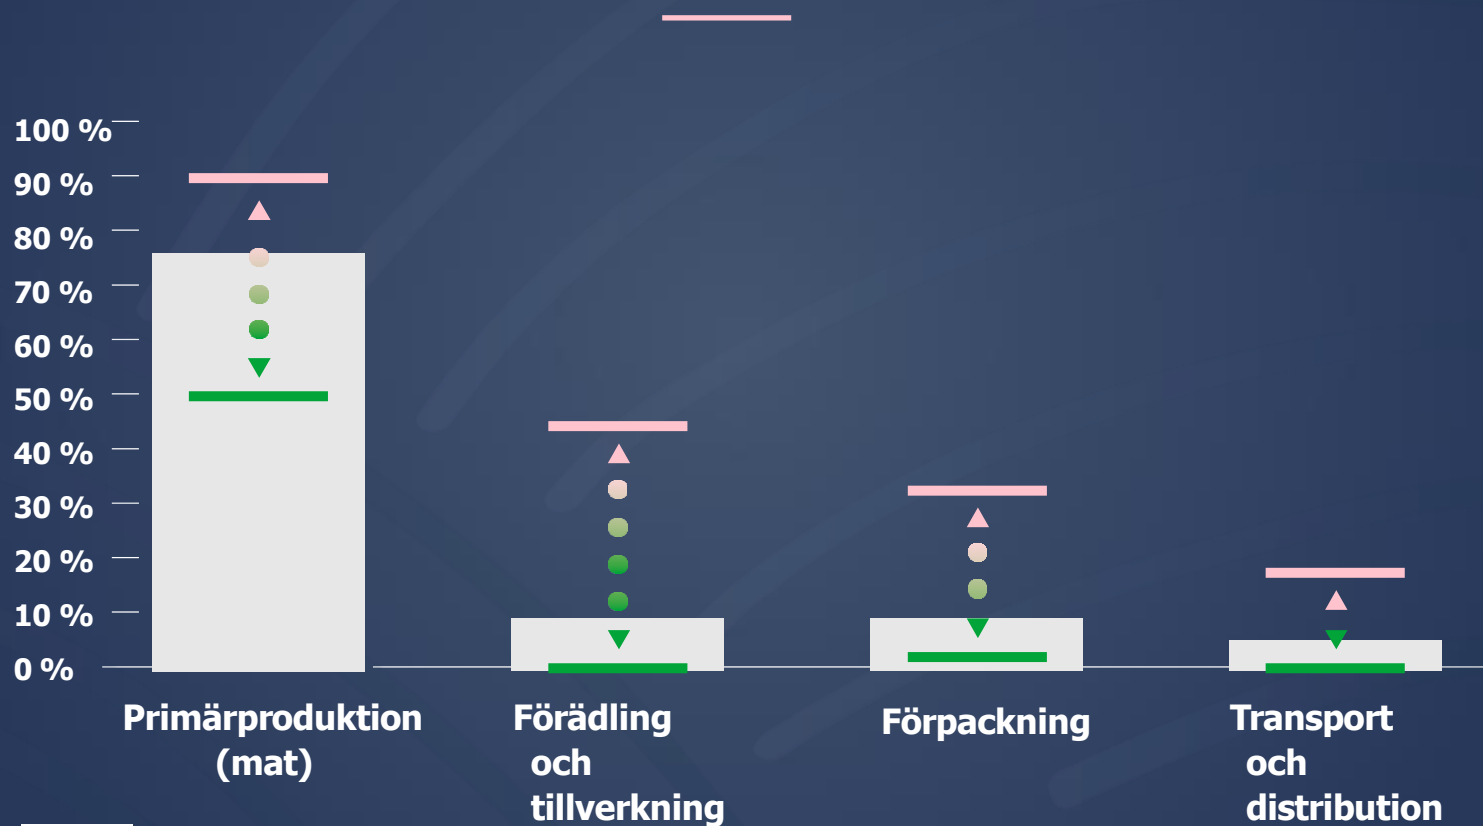 100 %
90 %
80 %
70 %
60 %
50 %
40 %
30 %
20 %
10 %
0 %
Primärproduktion
(mat)
Förädling
och
tillverkning
Förpackning
Transport
och
distribution